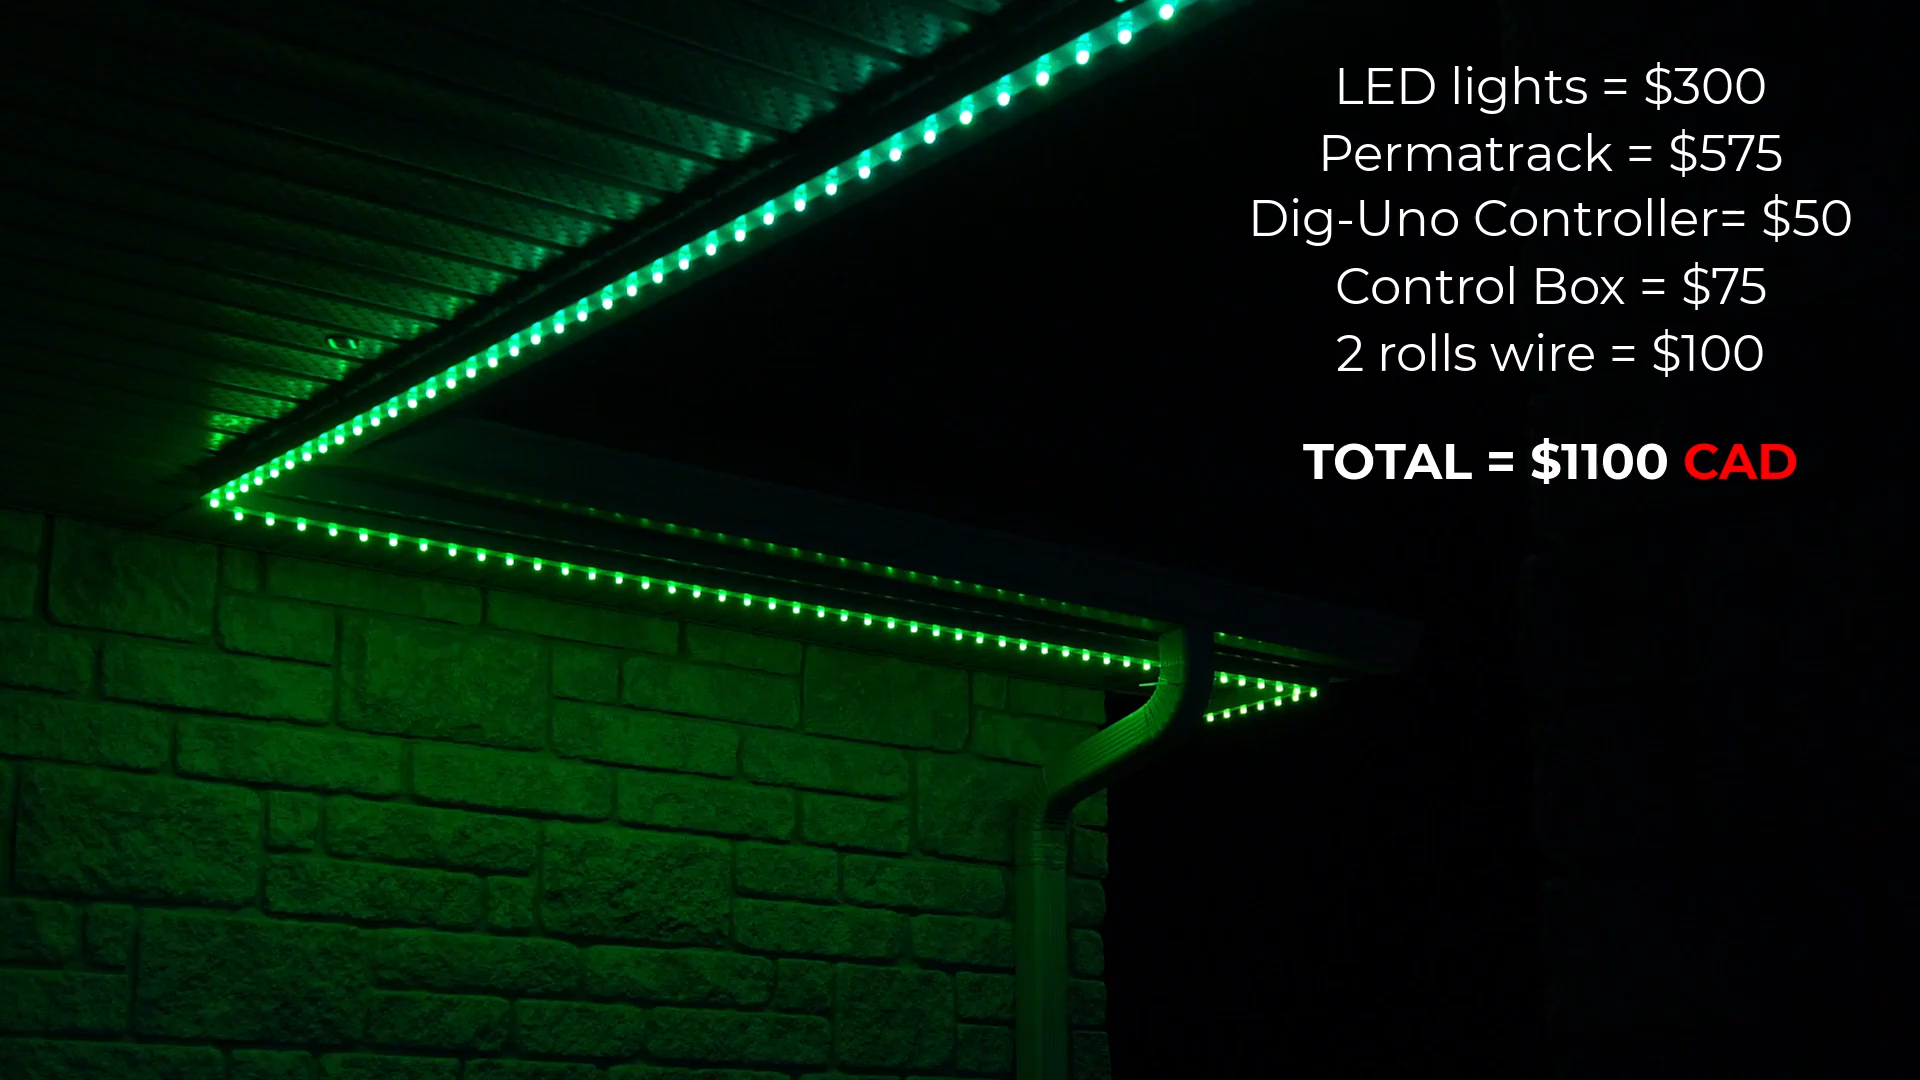 LED lights = $300
Permatrack = $575
Dig-Uno Controller= $50
Control Box = $75
2 rolls wire = $100
TOTAL = $1100 CAD